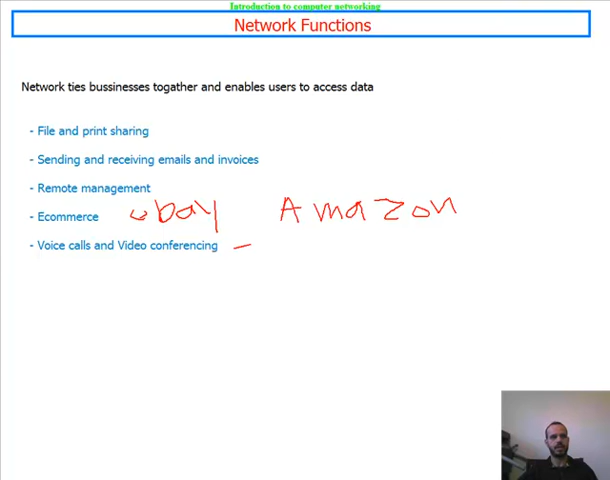 Introduction to computer networking
Network Functions
Network ties bussinesses togather and enables users to access data
- File and print sharing
- Sending and receiving emails and invoices
- Remote management
- Ecommerce ebay Amazon
- Voice calls and Video conferencing -